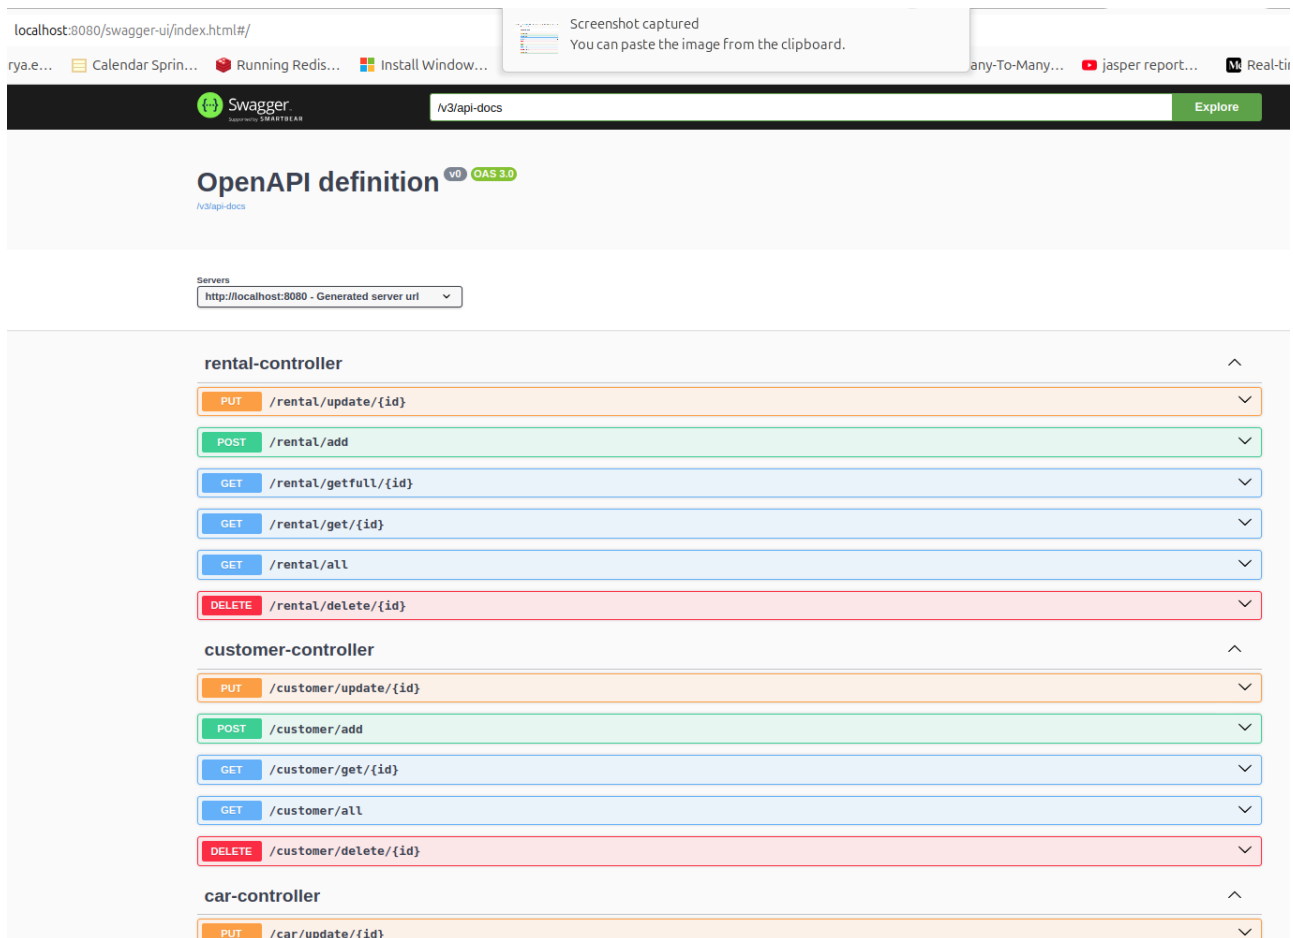 Screenshot captured
localhost:8080/swagger-ui/index.html#/
You can paste the image from the clipboard.
rya.e… Calendar Sprin… Running Redis… Install Window… any-To-Many… jasper report… Real-ti
Swagger. /v3/api-docs Explore
Supported by SMARTBEAR
OpenAPI definition v0 OAS 3.0
/v3/api-docs
Servers
http://localhost:8080 - Generated server url
rental-controller
PUT /rental/update/{id}
POST /rental/add
GET /rental/getfull/{id}
GET /rental/get/{id}
GET /rental/all
DELETE /rental/delete/{id}
customer-controller
PUT /customer/update/{id}
POST /customer/add
GET /customer/get/{id}
GET /customer/all
DELETE /customer/delete/{id}
car-controller
PUT /car/update/{id}